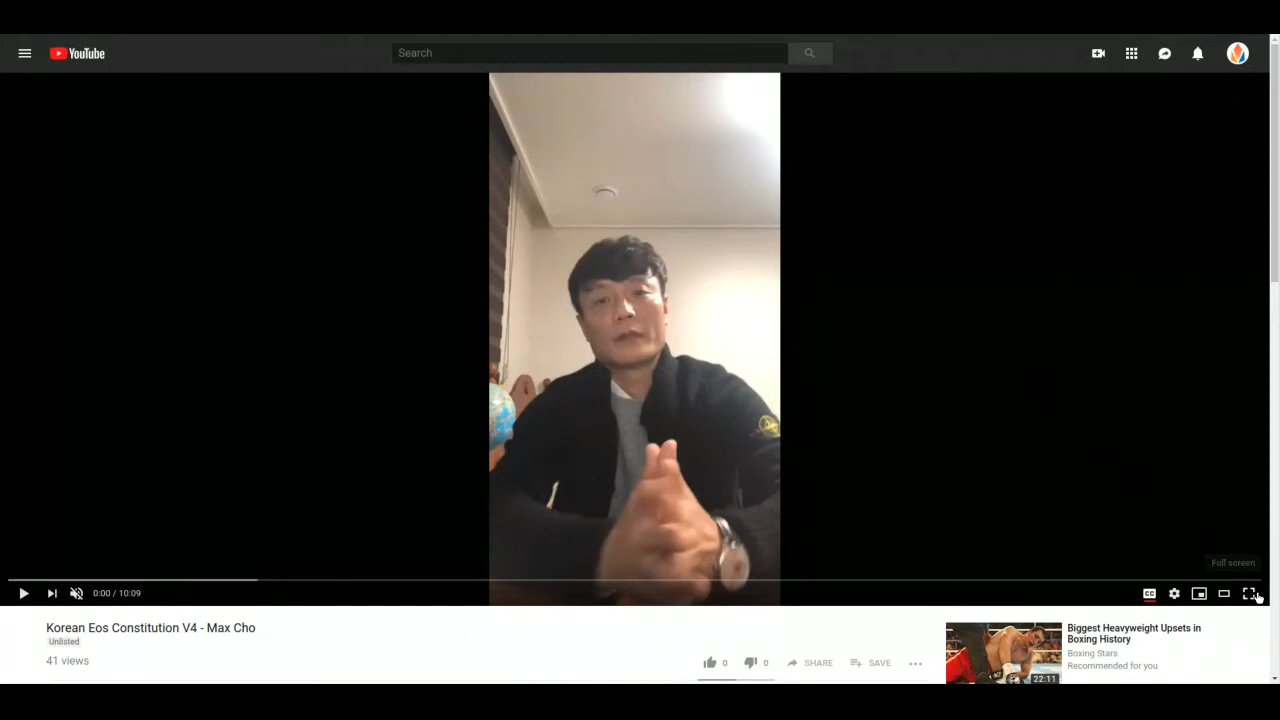 YouTube
Search
Full screen
CC
0:00 / 10:09
Korean Eos Constitution V4 - Max Cho
Unlisted
41 views
0
0
SHARE
SAVE
Biggest Heavyweight Upsets in
Boxing History
Boxing Stars
Recommended for you
22:11